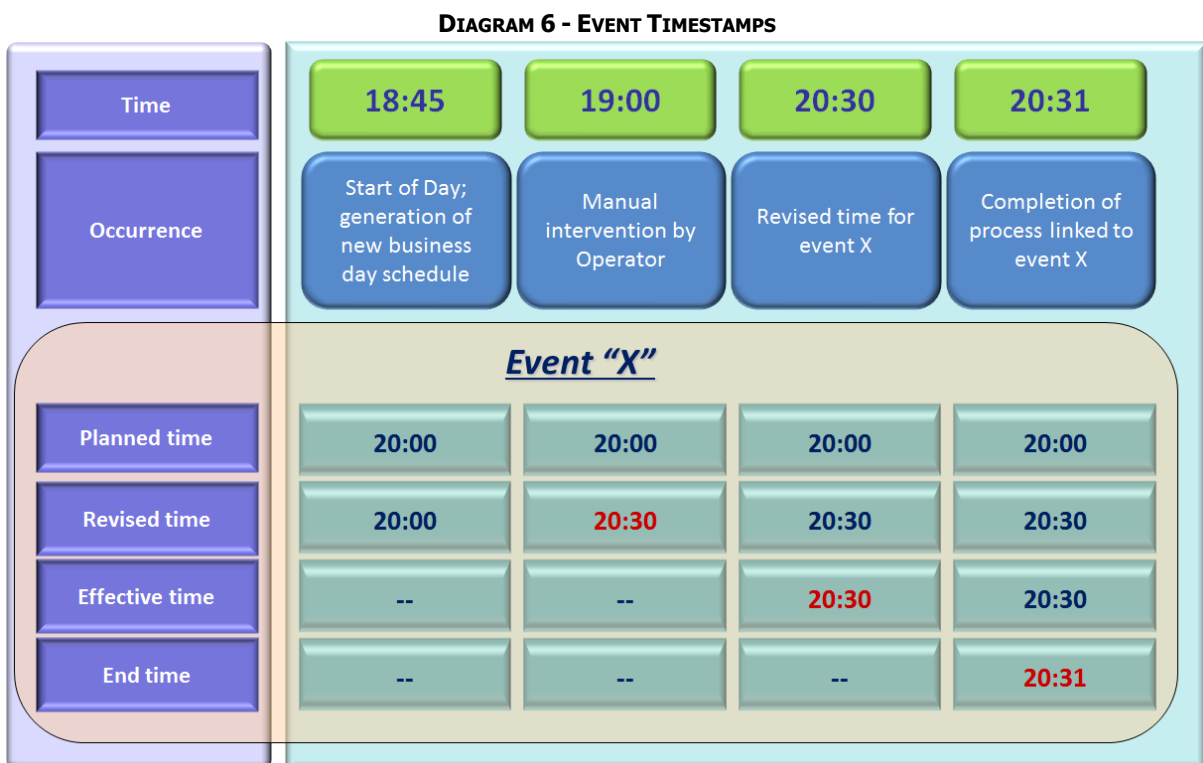 DIAGRAM 6 - EVENT TIMESTAMPS
Time
18:45
19:00
20:30
20:31
Occurrence
Start of Day;
generation of
new business
day schedule
Manual
intervention by
Operator
Revised time for
event X
Completion of
process linked to
event X
Event “X”
Planned time
20:00
20:00
20:00
20:00
Revised time
20:00
20:30
20:30
20:30
Effective time
--
--
20:30
20:30
End time
--
--
--
20:31